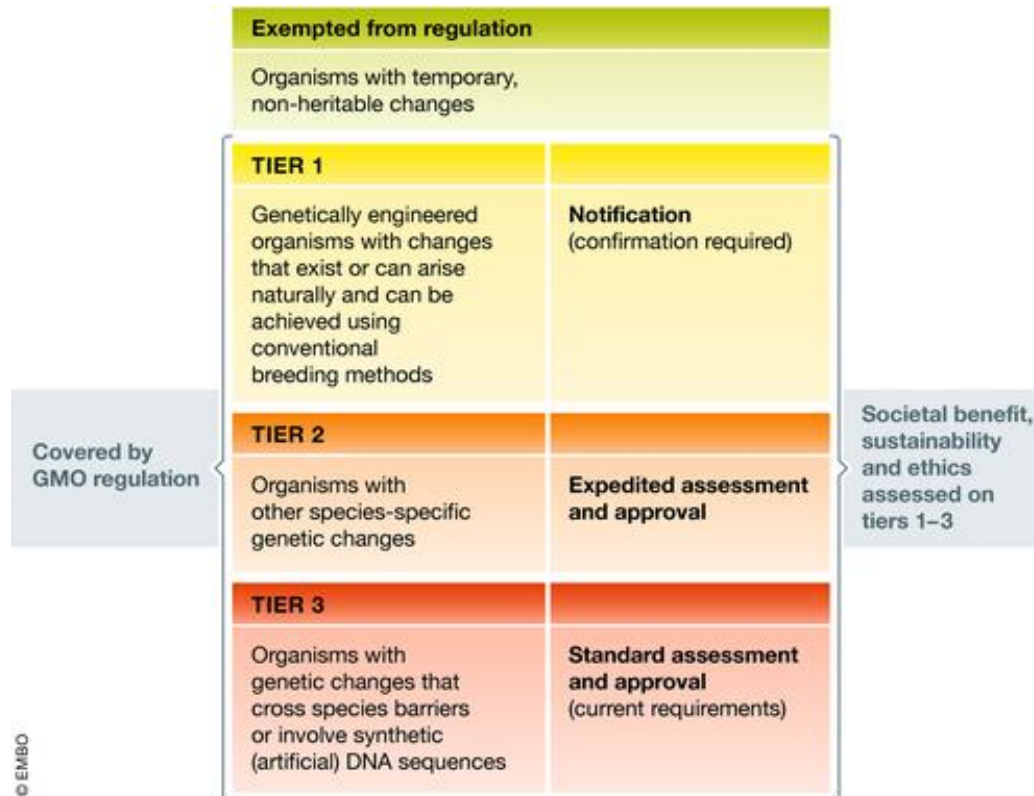 Exempted from regulation
Organisms with temporary,
non-heritable changes
TIER 1
Genetically engineered
organisms with changes
that exist or can arise
naturally and can be
achieved using
conventional
breeding methods
Notification
(confirmation required)
Covered by
GMO regulation
TIER 2
Organisms with
other species-specific
genetic changes
Expedited assessment
and approval
Societal benefit,
sustainability
and ethics
assessed on
tiers 1–3
TIER 3
Organisms with
genetic changes that
cross species barriers
or involve synthetic
(artificial) DNA sequences
Standard assessment
and approval
(current requirements)
© EMBO